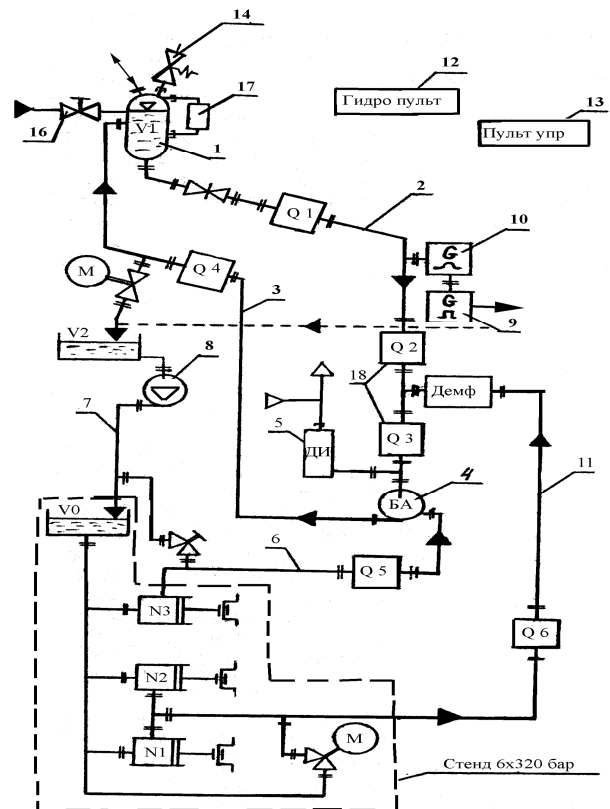 14
12
Гидро пульт
13
Пульт упр
17
16
V1
1
2
Q 1
10
G
G
9
M
Q 4
3
V2
8
Q 2
18
Демф
7
5
Q 3
ДИ
4
БА
11
V0
6
Q 5
N3
Q 6
N2
N1
M
Стенд 6х320 бар